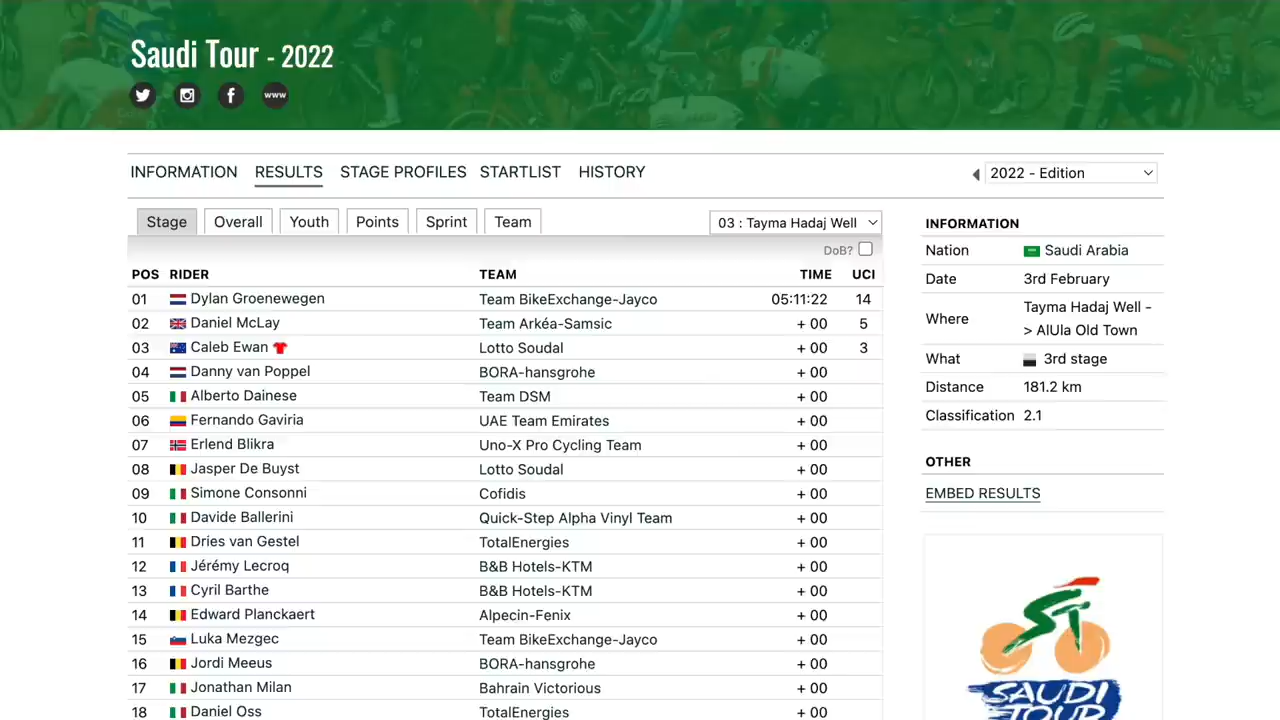 Saudi Tour - 2022
www
INFORMATION RESULTS STAGE PROFILES STARTLIST HISTORY 2022 - Edition
Stage Overall Youth Points Sprint Team 03 : Tayma Hadaj Well
DoB?
POS RIDER TEAM TIME UCI
01 Dylan Groenewegen Team BikeExchange-Jayco 05:11:22 14
02 Daniel McLay Team Arkéa-Samsic + 00 5
03 Caleb Ewan Lotto Soudal + 00 3
04 Danny van Poppel BORA-hansgrohe + 00
05 Alberto Dainese Team DSM + 00
06 Fernando Gaviria UAE Team Emirates + 00
07 Erlend Blikra Uno-X Pro Cycling Team + 00
08 Jasper De Buyst Lotto Soudal + 00
09 Simone Consonni Cofidis + 00
10 Davide Ballerini Quick-Step Alpha Vinyl Team + 00
11 Dries van Gestel TotalEnergies + 00
12 Jérémy Lecroq B&B Hotels-KTM + 00
13 Cyril Barthe B&B Hotels-KTM + 00
14 Edward Planckaert Alpecin-Fenix + 00
15 Luka Mezgec Team BikeExchange-Jayco + 00
16 Jordi Meeus BORA-hansgrohe + 00
17 Jonathan Milan Bahrain Victorious + 00
18 Daniel Oss TotalEnergies + 00
INFORMATION
Nation Saudi Arabia
Date 3rd February
Where Tayma Hadaj Well -
> AlUla Old Town
What 3rd stage
Distance 181.2 km
Classification 2.1
OTHER
EMBED RESULTS
SAUDI
TOUR